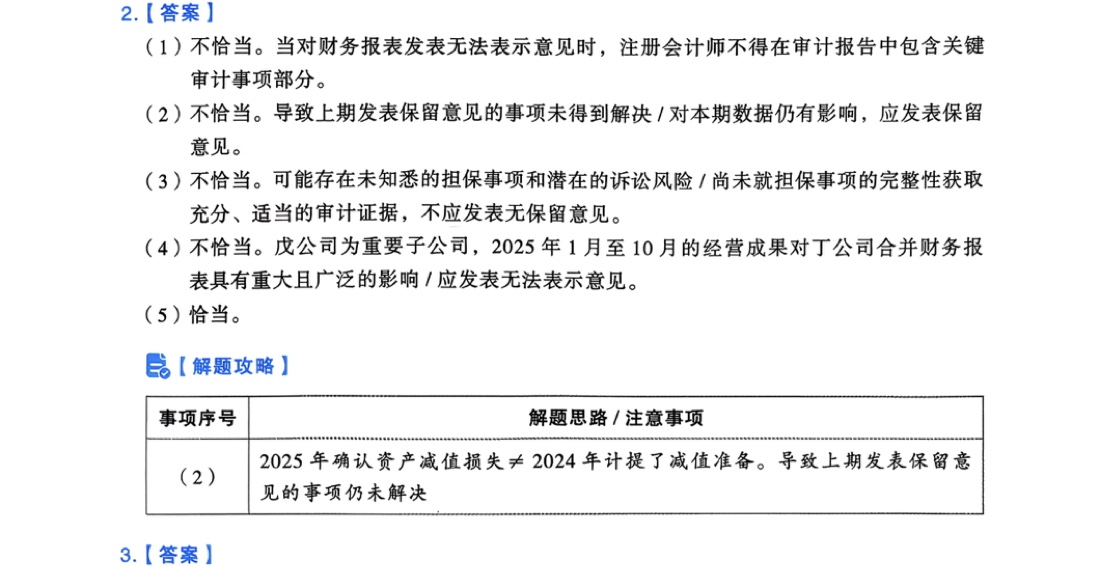 2.【答案】
（1）不恰当。当对财务报表发表无法表示意见时，注册会计师不得在审计报告中包含关键
审计事项部分。
（2）不恰当。导致上期发表保留意见的事项未得到解决 / 对本期数据仍有影响，应发表保留
意见。
（3）不恰当。可能存在未知悉的担保事项和潜在的诉讼风险 / 尚未就担保事项的完整性获取
充分、适当的审计证据，不应发表无保留意见。
（4）不恰当。戊公司为重要子公司，2025 年 1 月至 10 月的经营成果对丁公司合并财务报
表具有重大且广泛的影响 / 应发表无法表示意见。
（5）恰当。
【解题攻略】
事项序号 解题思路 / 注意事项
（2） 2025 年确认资产减值损失≠ 2024 年计提了减值准备。导致上期发表保留意
见的事项仍未解决
3.【答案】